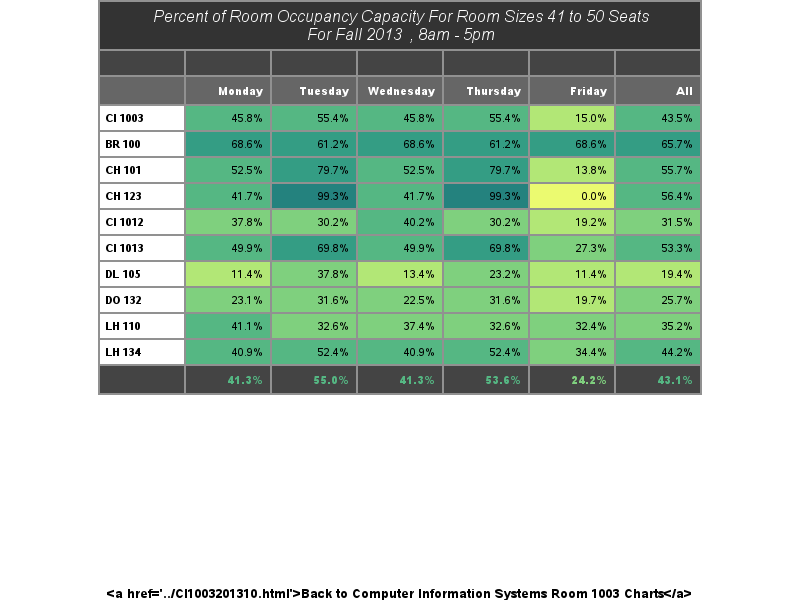 Percent of Room Occupancy Capacity For Room Sizes 41 to 50 Seats
For Fall 2013 , 8am - 5pm
Monday Tuesday Wednesday Thursday Friday All
CI 1003 45.8% 55.4% 45.8% 55.4% 15.0% 43.5%
BR 100 68.6% 61.2% 68.6% 61.2% 68.6% 65.7%
CH 101 52.5% 79.7% 52.5% 79.7% 13.8% 55.7%
CH 123 41.7% 99.3% 41.7% 99.3% 0.0% 56.4%
CI 1012 37.8% 30.2% 40.2% 30.2% 19.2% 31.5%
CI 1013 49.9% 69.8% 49.9% 69.8% 27.3% 53.3%
DL 105 11.4% 37.8% 13.4% 23.2% 11.4% 19.4%
DO 132 23.1% 31.6% 22.5% 31.6% 19.7% 25.7%
LH 110 41.1% 32.6% 37.4% 32.6% 32.4% 35.2%
LH 134 40.9% 52.4% 40.9% 52.4% 34.4% 44.2%
41.3% 55.0% 41.3% 53.6% 24.2% 43.1%
<a href='../CI1003201310.html'>Back to Computer Information Systems Room 1003 Charts</a>